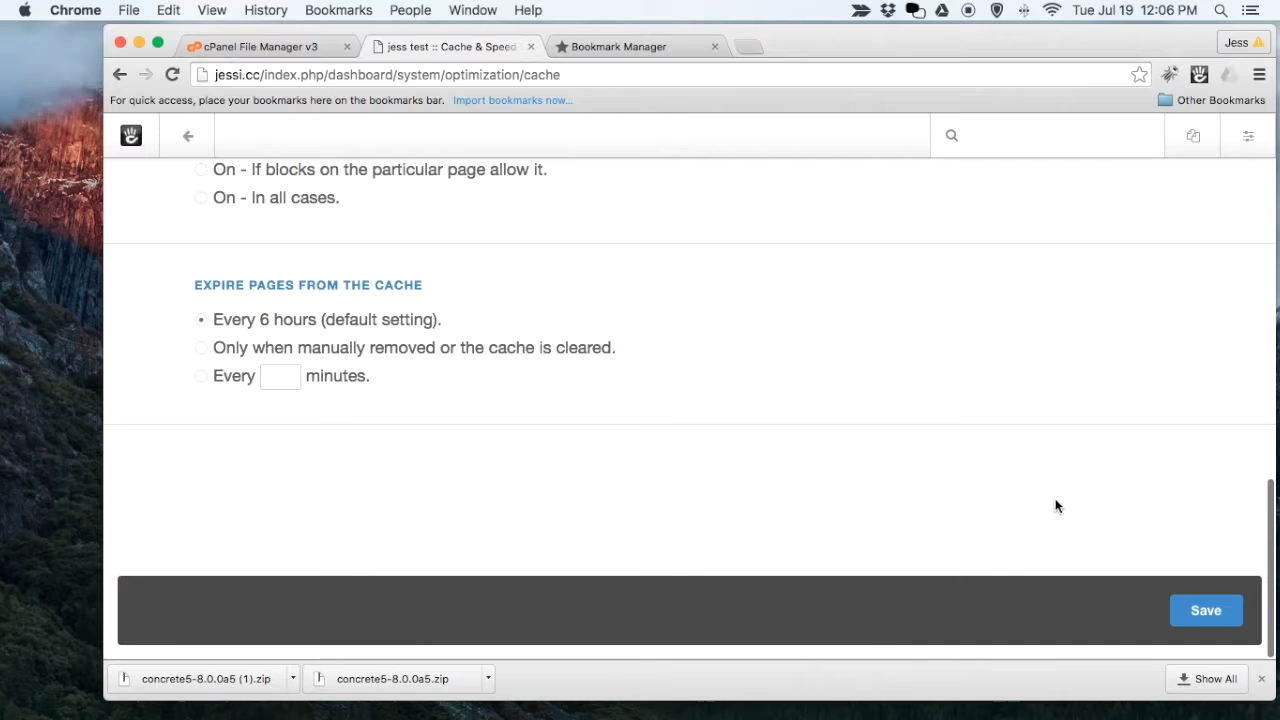 Chrome File Edit View History Bookmarks People Window Help Tue Jul 19 12:06 PM
cPanel File Manager v3 jess test :: Cache & Speed Bookmark Manager Jess
jessi.cc/index.php/dashboard/system/optimization/cache
For quick access, place your bookmarks here on the bookmarks bar. Import bookmarks now... Other Bookmarks
On - If blocks on the particular page allow it.
On - In all cases.
EXPIRE PAGES FROM THE CACHE
Every 6 hours (default setting).
Only when manually removed or the cache is cleared.
Every minutes.
Save
concrete5-8.0.0a5 (1).zip concrete5-8.0.0a5.zip Show All